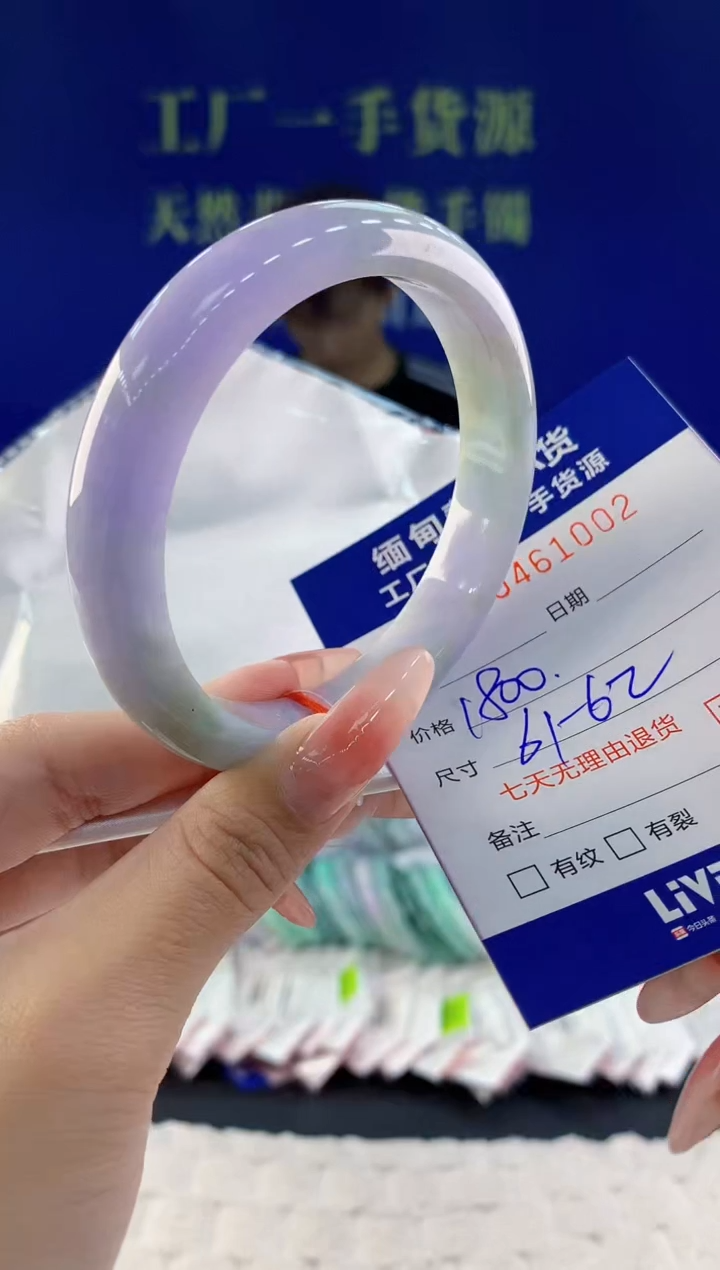 工厂一手货源
天然 手镯
缅甸 货
工厂 手货源
461002
日期
价格 1800.
尺寸 61-62
七天无理由退货
备注
有纹 有裂
LiV
今日头条